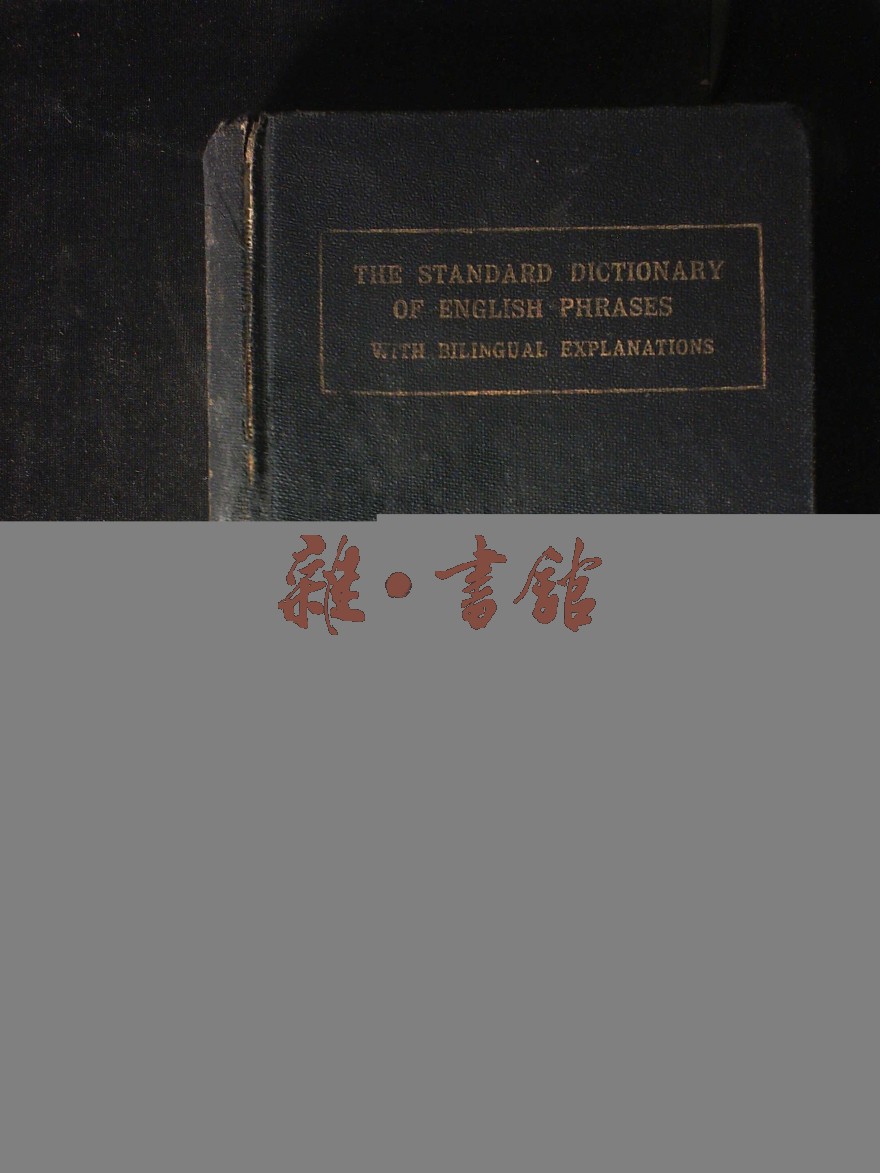 THE STANDARD DICTIONARY
OF ENGLISH PHRASES
WITH BILINGUAL EXPLANATIONS
雜·書館